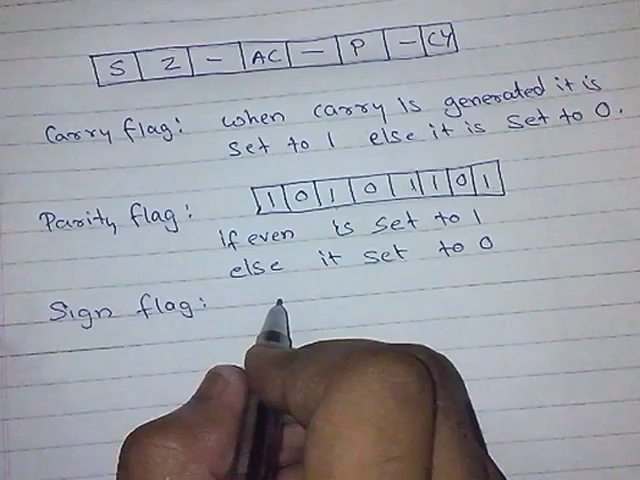 S Z - AC - P - CY
Carry flag: when carry is generated it is
set to 1 else it is set to 0.
Parity flag: 1 0 1 0 1 1 0 1
if even is set to 1
else it set to 0
Sign flag: